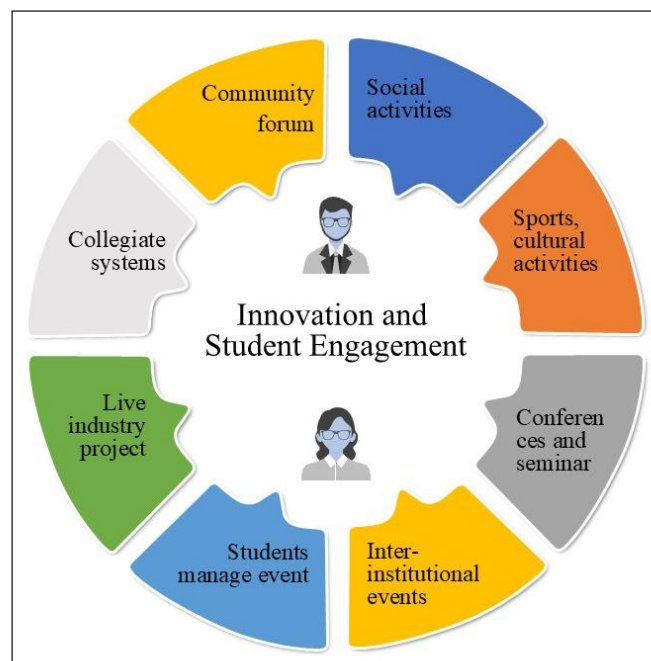 Community
forum
Social
activities
Sports,
cultural
activities
Collegiate
systems
Innovation and
Student Engagement
Live
industry
project
Conferen
ces and
seminar
Students
manage event
Inter-
institutional
events